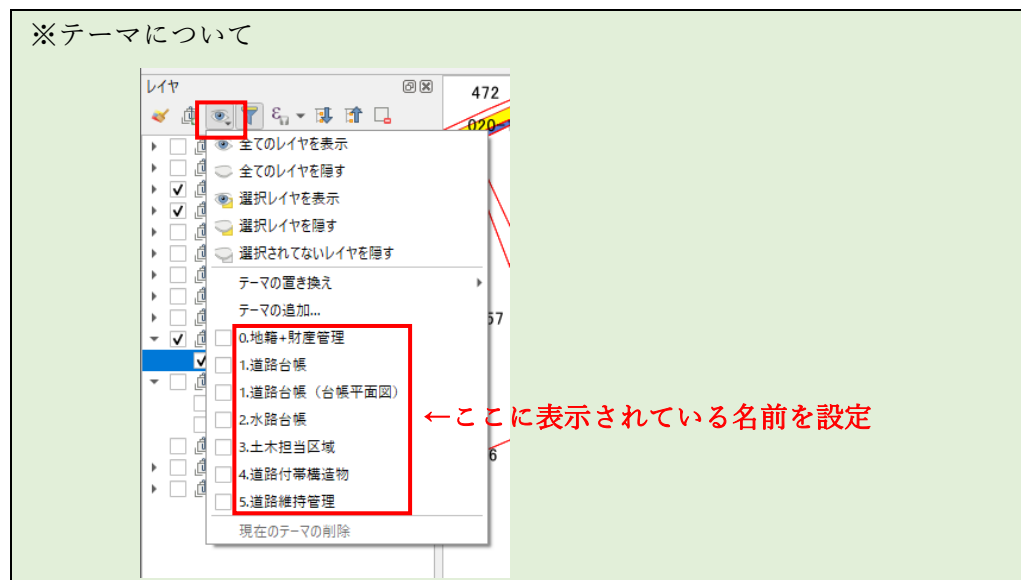 ※テーマについて
レイヤ
472
020
全てのレイヤを表示
全てのレイヤを隠す
選択レイヤを表示
選択レイヤを隠す
選択されてないレイヤを隠す
テーマの置き換え
テーマの追加...
57
0.地籍+財産管理
1.道路台帳
1.道路台帳（台帳平面図）
2.水路台帳
←ここに表示されている名前を設定
3.土木担当区域
6
4.道路付帯構造物
5.道路維持管理
現在のテーマの削除